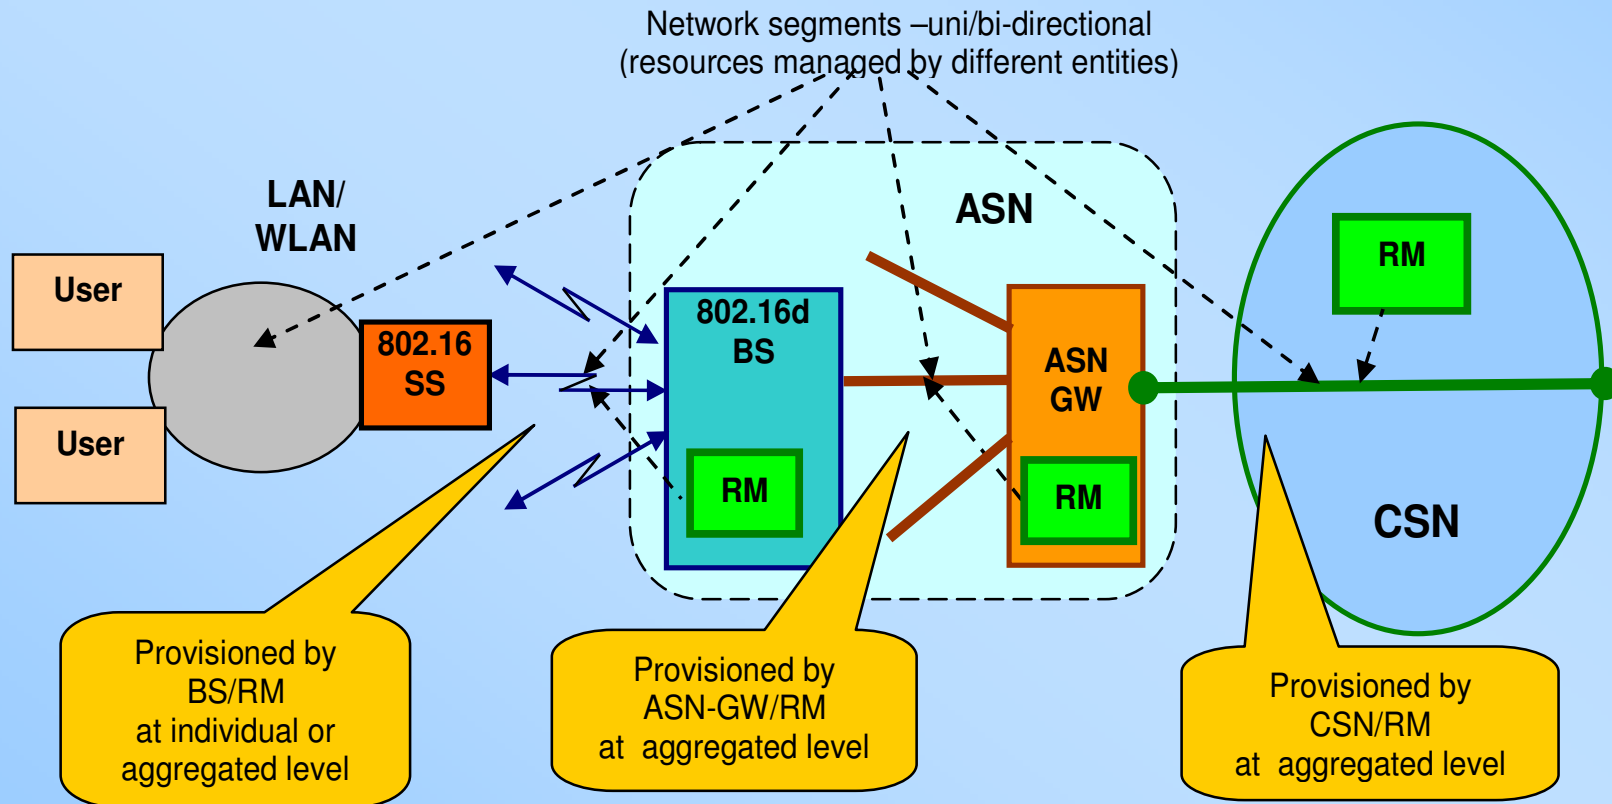 Network segments –uni/bi-directional
(resources managed by different entities)
LAN/
WLAN
ASN
RM
User
802.16
SS
802.16d
BS
ASN
GW
User
RM
RM
CSN
Provisioned by
BS/RM
at individual or
aggregated level
Provisioned by
ASN-GW/RM
at aggregated level
Provisioned by
CSN/RM
at aggregated level